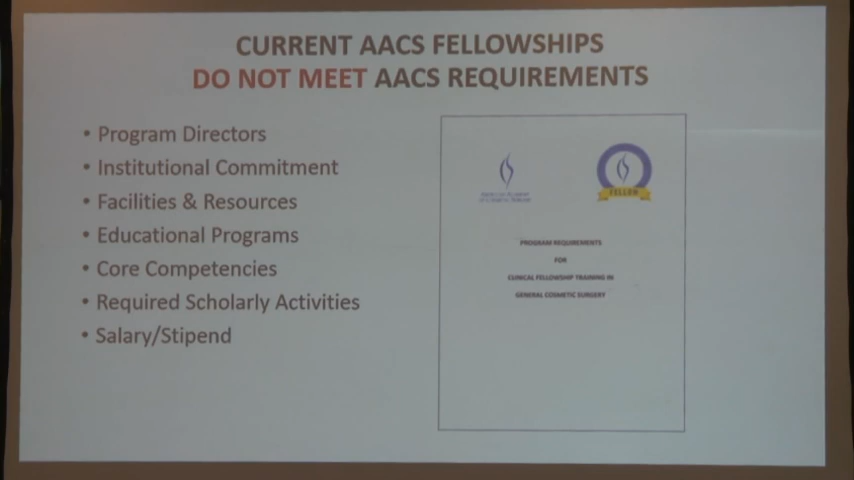 CURRENT AACS FELLOWSHIPS
DO NOT MEET AACS REQUIREMENTS
• Program Directors
• Institutional Commitment
• Facilities & Resources
• Educational Programs
• Core Competencies
• Required Scholarly Activities
• Salary/Stipend
FELLOW
PROGRAM REQUIREMENTS
FOR
CLINICAL FELLOWSHIP TRAINING IN
GENERAL COSMETIC SURGERY